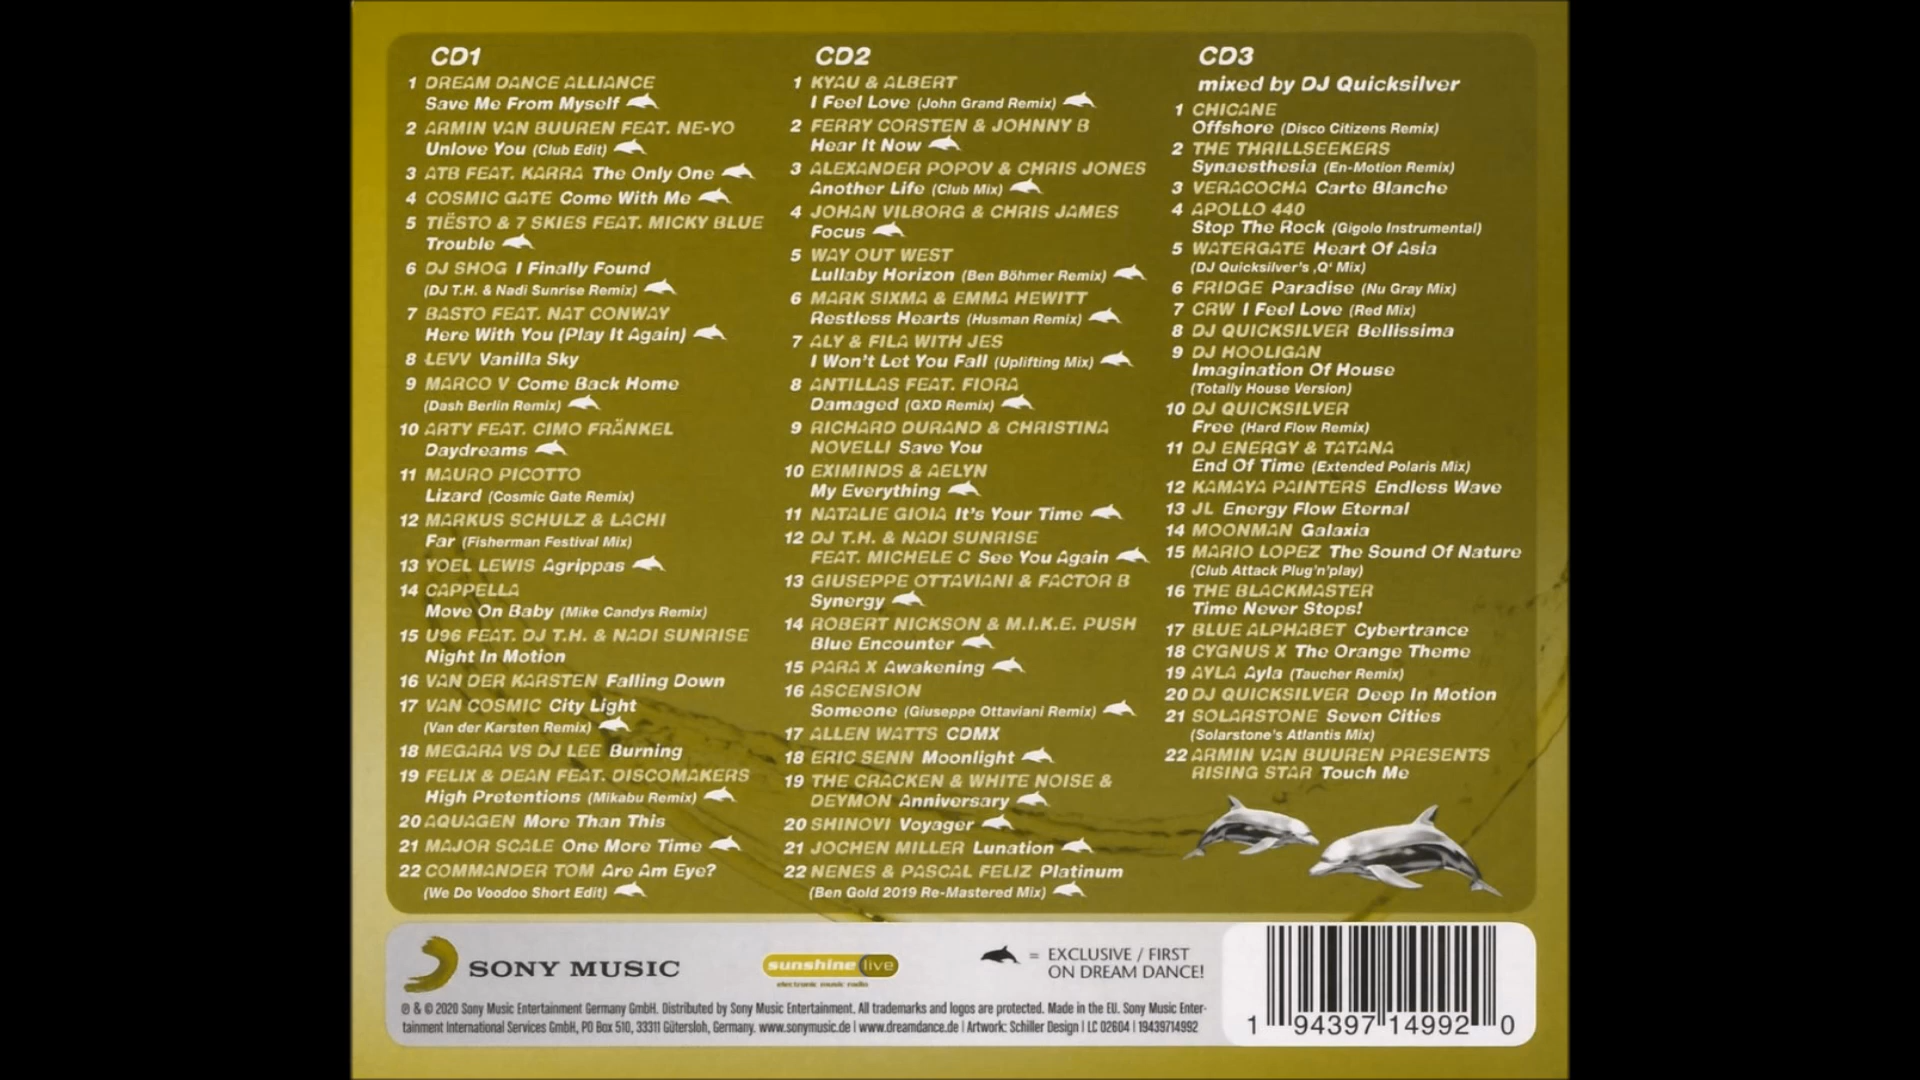 CD1
1 DREAM DANCE ALLIANCE
Save Me From Myself
2 ARMIN VAN BUUREN FEAT. NE-YO
Unlove You (Club Edit)
3 ATB FEAT. KARRA The Only One
4 COSMIC GATE Come With Me
5 TIËSTO & 7 SKIES FEAT. MICKY BLUE
Trouble
6 DJ SHOG I Finally Found
(DJ T.H. & Nadi Sunrise Remix)
7 BASTO FEAT. NAT CONWAY
Here With You (Play It Again)
8 LEVV Vanilla Sky
9 MARCO V Come Back Home
(Dash Berlin Remix)
10 ARTY FEAT. CIMO FRÄNKEL
Daydreams
11 MAURO PICOTTO
Lizard (Cosmic Gate Remix)
12 MARKUS SCHULZ & LACHI
Far (Fisherman Festival Mix)
13 YOEL LEWIS Agrippas
14 CAPPELLA
Move On Baby (Mike Candys Remix)
15 U96 FEAT. DJ T.H. & NADI SUNRISE
Night In Motion
16 VAN DER KARSTEN Falling Down
17 VAN COSMIC City Light
(Van der Karsten Remix)
18 MEGARA VS DJ LEE Burning
19 FELIX & DEAN FEAT. DISCOMAKERS
High Pretentions (Mikabu Remix)
20 AQUAGEN More Than This
21 MAJOR SCALE One More Time
22 COMMANDER TOM Are Am Eye?
(We Do Voodoo Short Edit)
CD2
1 KYAU & ALBERT
I Feel Love (John Grand Remix)
2 FERRY CORSTEN & JOHNNY B
Hear It Now
3 ALEXANDER POPOV & CHRIS JONES
Another Life (Club Mix)
4 JOHAN VILBORG & CHRIS JAMES
Focus
5 WAY OUT WEST
Lullaby Horizon (Ben Böhmer Remix)
6 MARK SIXMA & EMMA HEWITT
Restless Hearts (Husman Remix)
7 ALY & FILA WITH JES
I Won't Let You Fall (Uplifting Mix)
8 ANTILLAS FEAT. FIORA
Damaged (GXD Remix)
9 RICHARD DURAND & CHRISTINA
NOVELLI Save You
10 EXIMINDS & AELYN
My Everything
11 NATALIE GIOIA It's Your Time
12 DJ T.H. & NADI SUNRISE
FEAT. MICHELE C See You Again
13 GIUSEPPE OTTAVIANI & FACTOR B
Synergy
14 ROBERT NICKSON & M.I.K.E. PUSH
Blue Encounter
15 PARA X Awakening
16 ASCENSION
Someone (Giuseppe Ottaviani Remix)
17 ALLEN WATTS CDMX
18 ERIC SENN Moonlight
19 THE CRACKEN & WHITE NOISE &
DEYMON Anniversary
20 SHINOVI Voyager
21 JOCHEN MILLER Lunation
22 NENES & PASCAL FELIZ Platinum
(Ben Gold 2019 Re-Mastered Mix)
CD3
mixed by DJ Quicksilver
1 CHICANE
Offshore (Disco Citizens Remix)
2 THE THRILLSEEKERS
Synaesthesia (En-Motion Remix)
3 VERACOCHA Carte Blanche
4 APOLLO 440
Stop The Rock (Gigolo Instrumental)
5 WATERGATE Heart Of Asia
(DJ Quicksilver's ‚Q' Mix)
6 FRIDGE Paradise (Nu Gray Mix)
7 CRW I Feel Love (Red Mix)
8 DJ QUICKSILVER Bellissima
9 DJ HOOLIGAN
Imagination Of House
(Totally House Version)
10 DJ QUICKSILVER
Free (Hard Flow Remix)
11 DJ ENERGY & TATANA
End Of Time (Extended Polaris Mix)
12 KAMAYA PAINTERS Endless Wave
13 JL Energy Flow Eternal
14 MOONMAN Galaxia
15 MARIO LOPEZ The Sound Of Nature
(Club Attack Plug'n'play)
16 THE BLACKMASTER
Time Never Stops!
17 BLUE ALPHABET Cybertrance
18 CYGNUS X The Orange Theme
19 AYLA Ayla (Taucher Remix)
20 DJ QUICKSILVER Deep In Motion
21 SOLARSTONE Seven Cities
(Solarstone's Atlantis Mix)
22 ARMIN VAN BUUREN PRESENTS
RISING STAR Touch Me
SONY MUSIC
sunshine live
electronic music radio
= EXCLUSIVE / FIRST
ON DREAM DANCE!
℗ & © 2020 Sony Music Entertainment Germany GmbH. Distributed by Sony Music Entertainment. All trademarks and logos are protected. Made in the EU. Sony Music Enter-
tainment International Services GmbH, PO Box 510, 33311 Gütersloh, Germany. www.sonymusic.de | www.dreamdance.de | Artwork: Schiller Design | LC 02604 | 19439714992
1 94397 14992 0